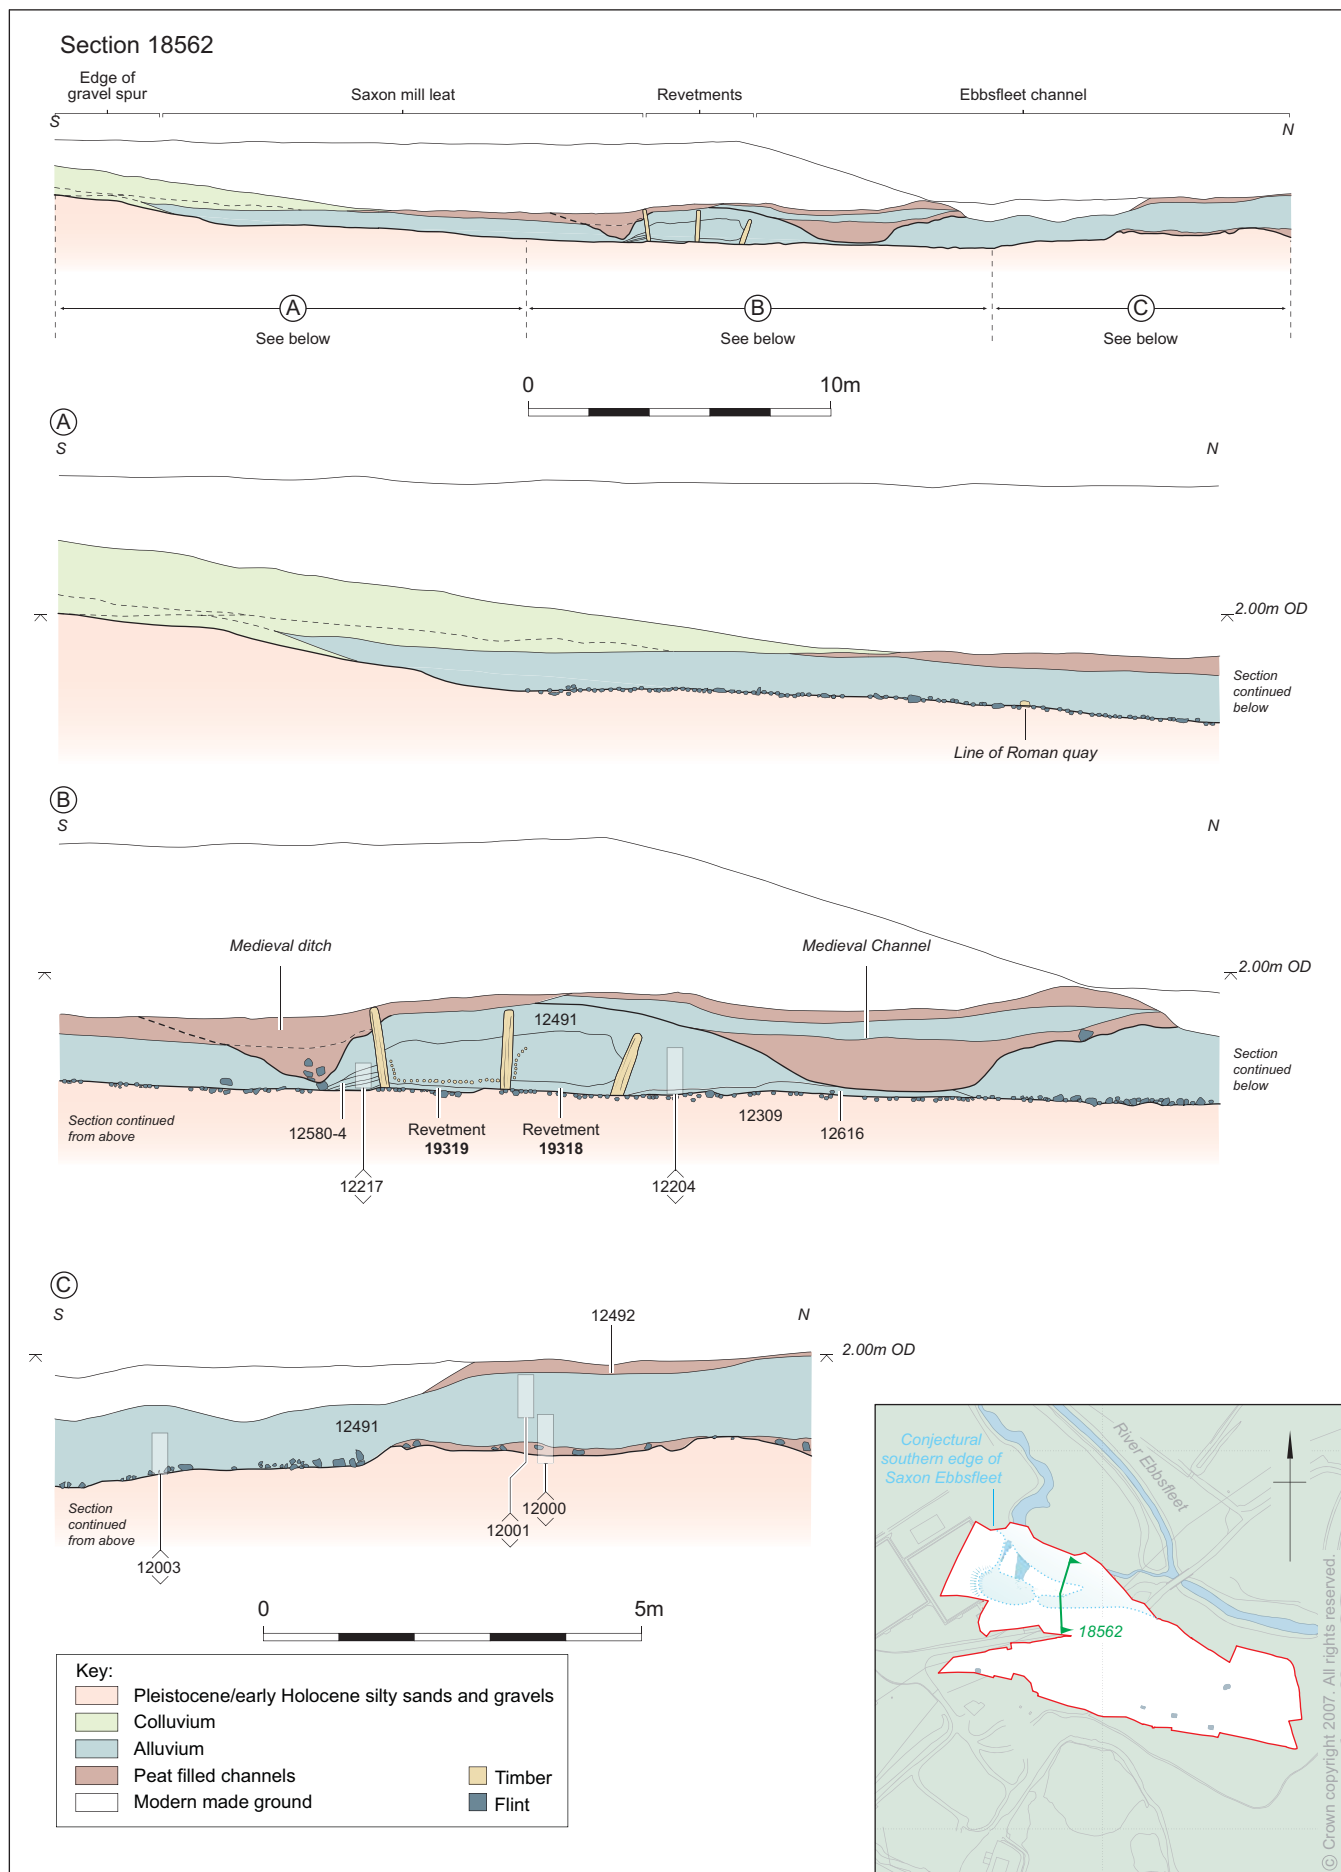 Section 18562
Edge of
gravel spur
Saxon mill leat
Revetments
Ebbsfleet channel
S
N
A
B
C
See below
See below
See below
0
10m
A
S
N
2.00m OD
Section
continued
below
Line of Roman quay
B
S
N
Medieval ditch
Medieval Channel
2.00m OD
12491
Section
continued
below
Section continued
from above
12580-4
Revetment
19319
Revetment
19318
12309
12616
12217
12204
C
S
N
12492
2.00m OD
12491
Section
continued
from above
12003
12001
12000
0
5m
Key:
Pleistocene/early Holocene silty sands and gravels
Colluvium
Alluvium
Peat filled channels
Modern made ground
Timber
Flint
Conjectural
southern edge of
Saxon Ebbsfleet
River Ebbsfleet
18562
© Crown copyright 2007. All rights reserved.